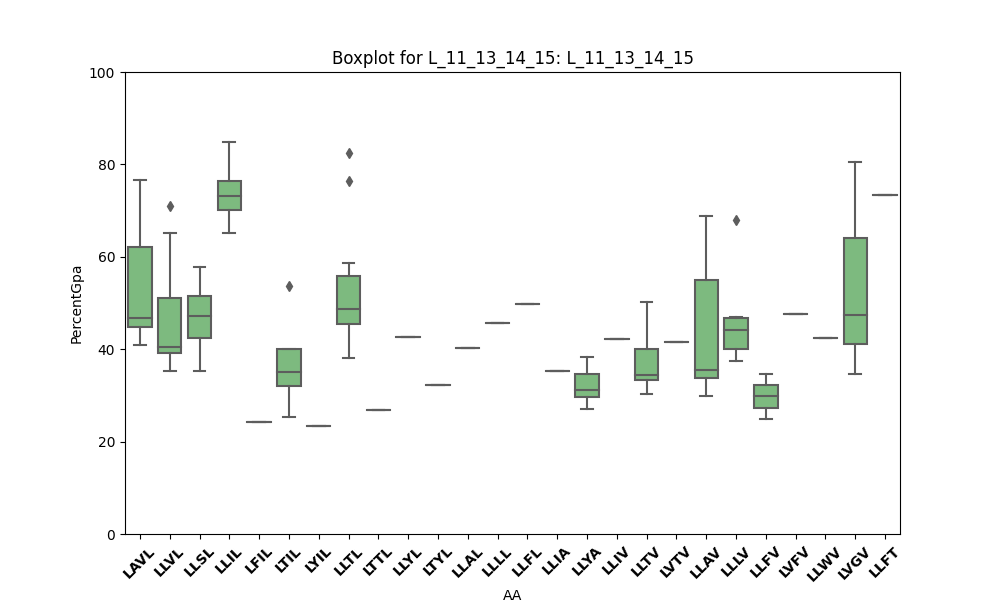 Boxplot for L_11_13_14_15: L_11_13_14_15
100
80
60
40
20
0
PercentGpa
LAVL LLVL LLSL LLIL LFIL LTIL LYIL LLTL LTTL LLYL LTYL LLAL LLLL LLFL LLIA LLYA LLIV LLTV LVTV LLAV LLLV LLFV LVFV LLWV LVGV LLFT
AA